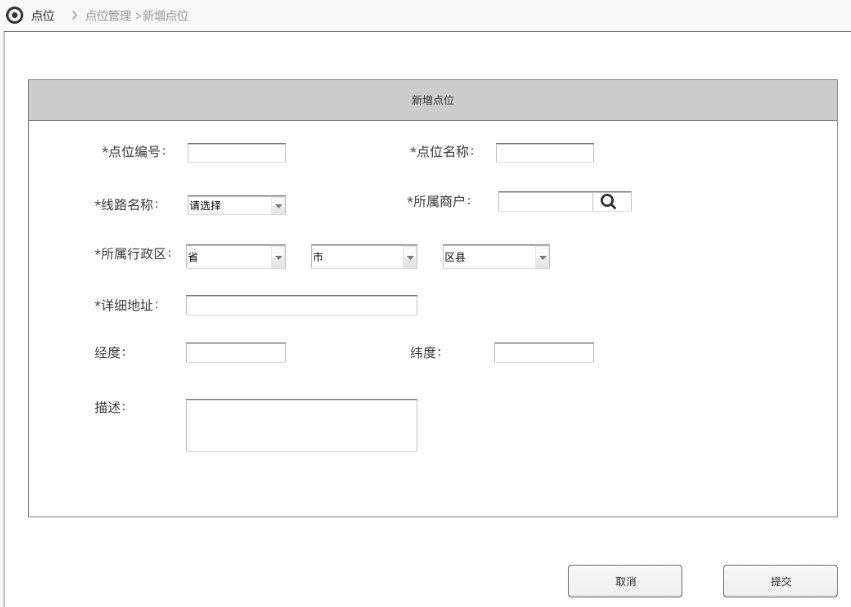 点位 > 点位管理 >新增点位
新增点位
*点位编号： *点位名称：
*线路名称： 请选择 *所属商户：
*所属行政区： 省 市 区县
*详细地址：
经度： 纬度：
描述：
取消 提交